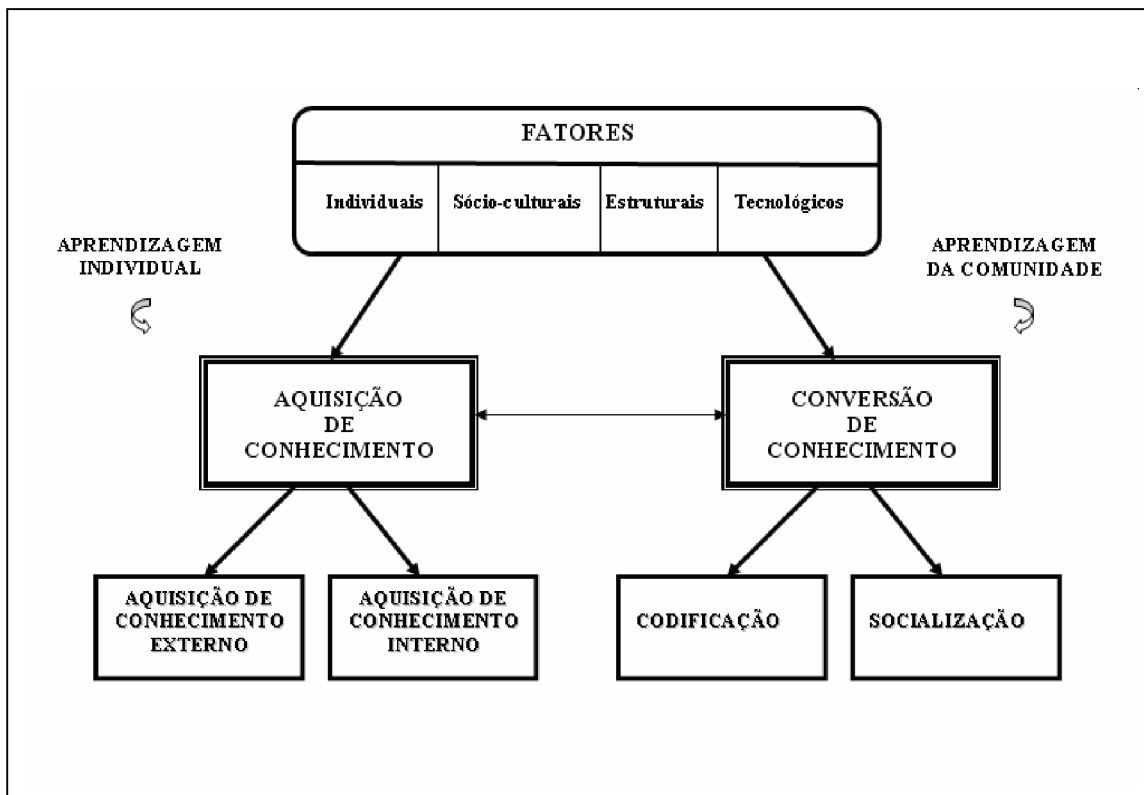 FATORES
Individuais
Sócio-culturais
Estruturais
Tecnológicos
APRENDIZAGEM
INDIVIDUAL
APRENDIZAGEM
DA COMUNIDADE
AQUISIÇÃO
DE
CONHECIMENTO
CONVERSÃO
DE
CONHECIMENTO
AQUISIÇÃO DE
CONHECIMENTO
EXTERNO
AQUISIÇÃO DE
CONHECIMENTO
INTERNO
CODIFICAÇÃO
SOCIALIZAÇÃO